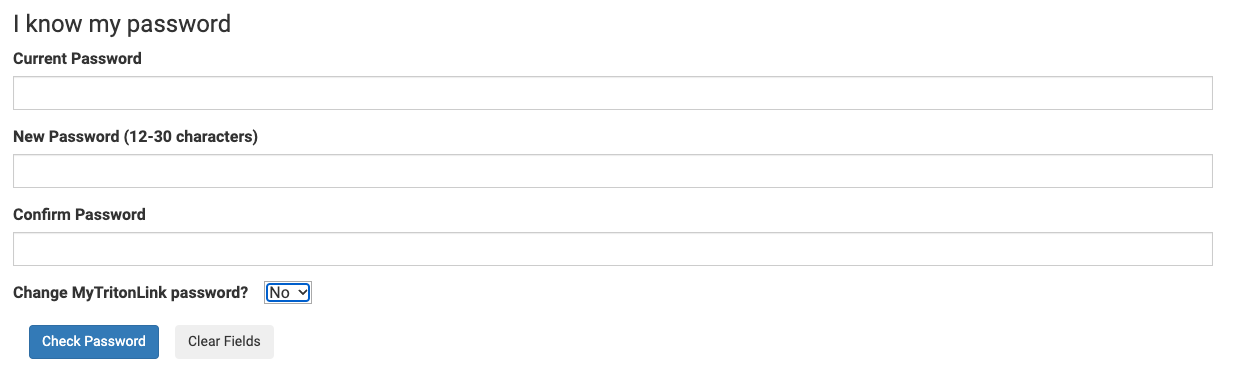 I know my password
Current Password
New Password (12-30 characters)
Confirm Password
Change MyTritonLink password? No
Check Password Clear Fields